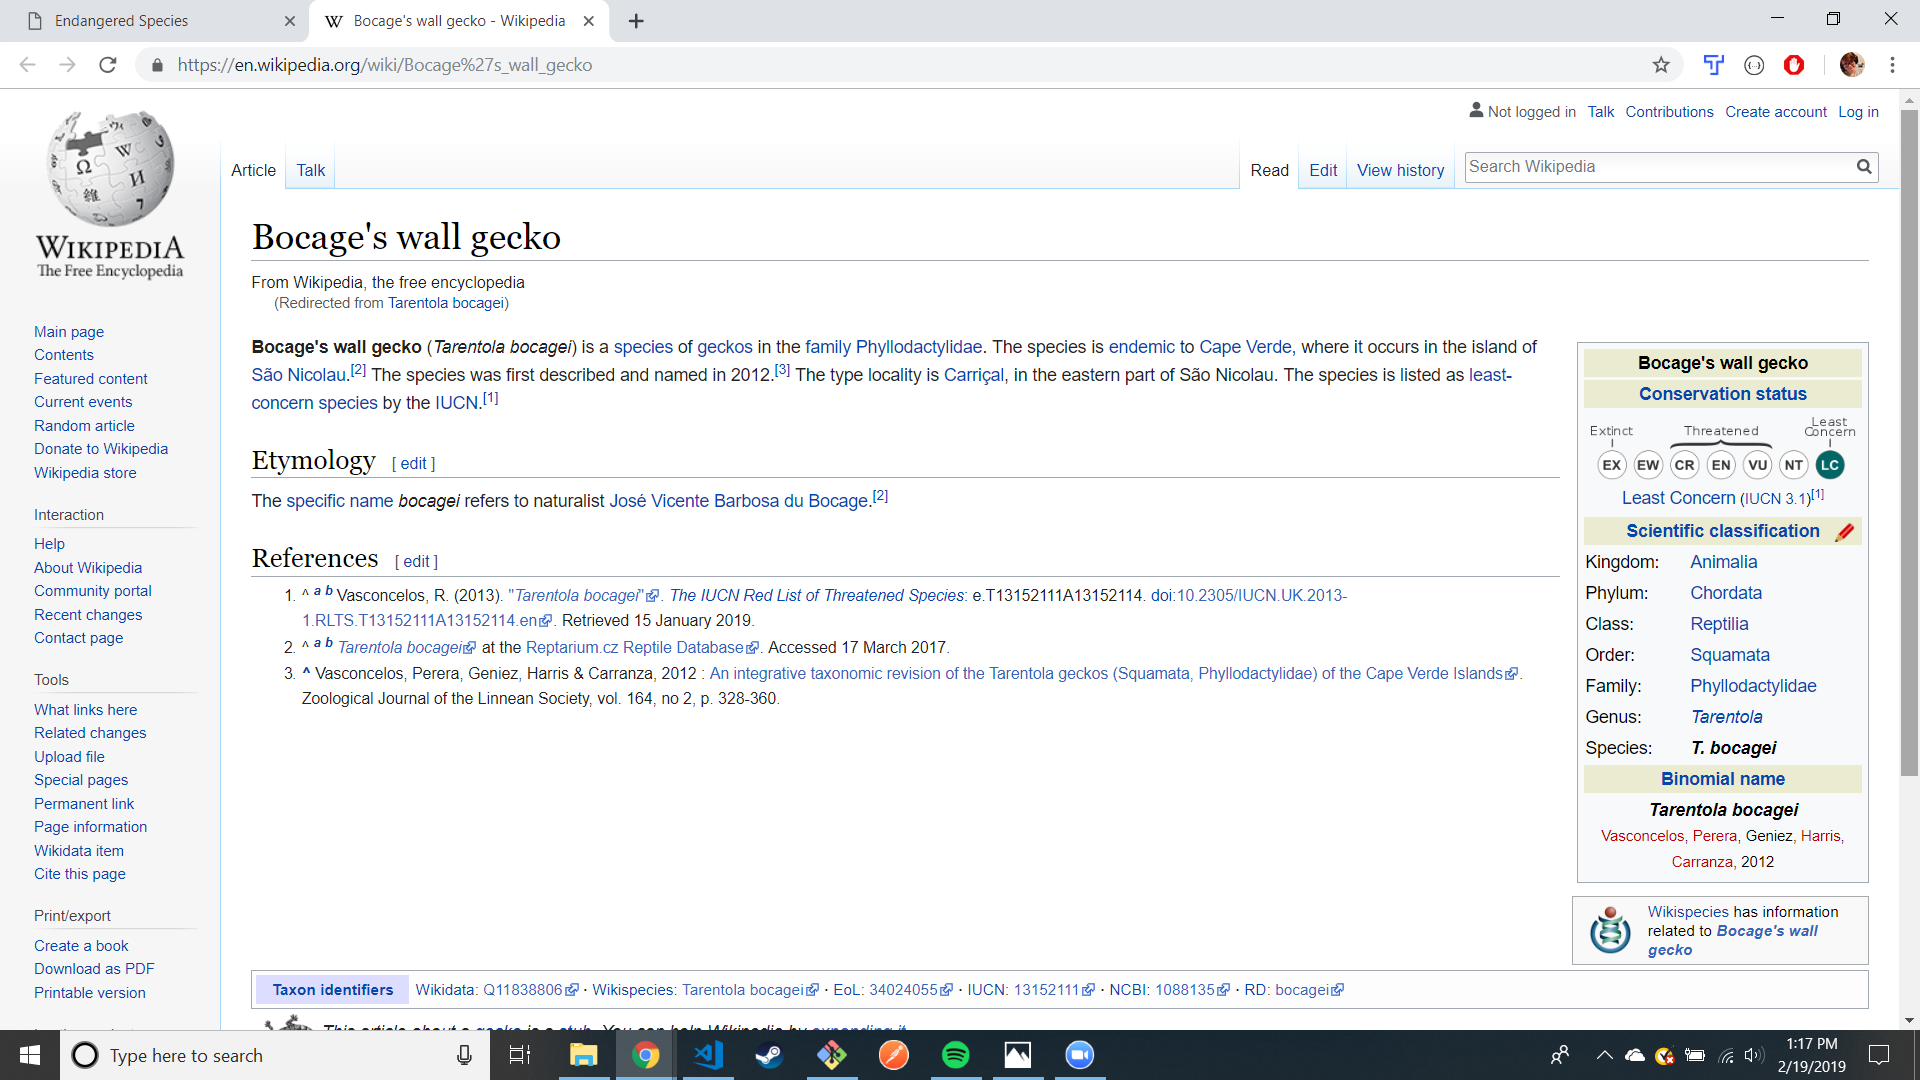 Endangered Species
Bocage's wall gecko - Wikipedia
https://en.wikipedia.org/wiki/Bocage%27s_wall_gecko
Not logged in Talk Contributions Create account Log in
WIKIPEDIA
The Free Encyclopedia
Article Talk
Read Edit View history
Search Wikipedia
Bocage's wall gecko
From Wikipedia, the free encyclopedia
(Redirected from Tarentola bocagei)
Bocage's wall gecko (Tarentola bocagei) is a species of geckos in the family Phyllodactylidae. The species is endemic to Cape Verde, where it occurs in the island of
São Nicolau.[2] The species was first described and named in 2012.[3] The type locality is Carriçal, in the eastern part of São Nicolau. The species is listed as least-
concern species by the IUCN.[1]
Etymology [ edit ]
The specific name bocagei refers to naturalist José Vicente Barbosa du Bocage.[2]
References [ edit ]
1. ^ a b Vasconcelos, R. (2013). "Tarentola bocagei". The IUCN Red List of Threatened Species: e.T13152111A13152114. doi:10.2305/IUCN.UK.2013-
1.RLTS.T13152111A13152114.en. Retrieved 15 January 2019.
2. ^ a b Tarentola bocagei at the Reptarium.cz Reptile Database. Accessed 17 March 2017.
3. ^ Vasconcelos, Perera, Geniez, Harris & Carranza, 2012 : An integrative taxonomic revision of the Tarentola geckos (Squamata, Phyllodactylidae) of the Cape Verde Islands.
Zoological Journal of the Linnean Society, vol. 164, no 2, p. 328-360.
Bocage's wall gecko
Conservation status
Extinct Threatened Least
Concern
EX EW CR EN VU NT LC
Least Concern (IUCN 3.1)[1]
Scientific classification
Kingdom: Animalia
Phylum: Chordata
Class: Reptilia
Order: Squamata
Family: Phyllodactylidae
Genus: Tarentola
Species: T. bocagei
Binomial name
Tarentola bocagei
Vasconcelos, Perera, Geniez, Harris,
Carranza, 2012
Wikispecies has information
related to Bocage's wall
gecko
Taxon identifiers Wikidata: Q11838806 · Wikispecies: Tarentola bocagei · EoL: 34024055 · IUCN: 13152111 · NCBI: 1088135 · RD: bocagei
This article about a gecko is a stub. You can help Wikipedia by expanding it.
Main page
Contents
Featured content
Current events
Random article
Donate to Wikipedia
Wikipedia store
Interaction
Help
About Wikipedia
Community portal
Recent changes
Contact page
Tools
What links here
Related changes
Upload file
Special pages
Permanent link
Page information
Wikidata item
Cite this page
Print/export
Create a book
Download as PDF
Printable version
Type here to search
1:17 PM
2/19/2019